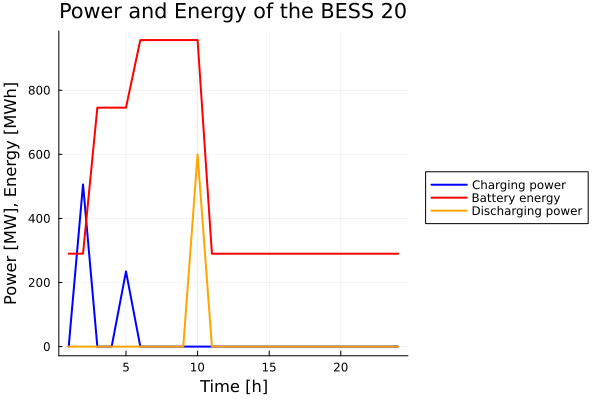 Power and Energy of the BESS 20
Power [MW], Energy [MWh]
800
600
400
200
0
5
10
15
20
Time [h]
Charging power
Battery energy
Discharging power